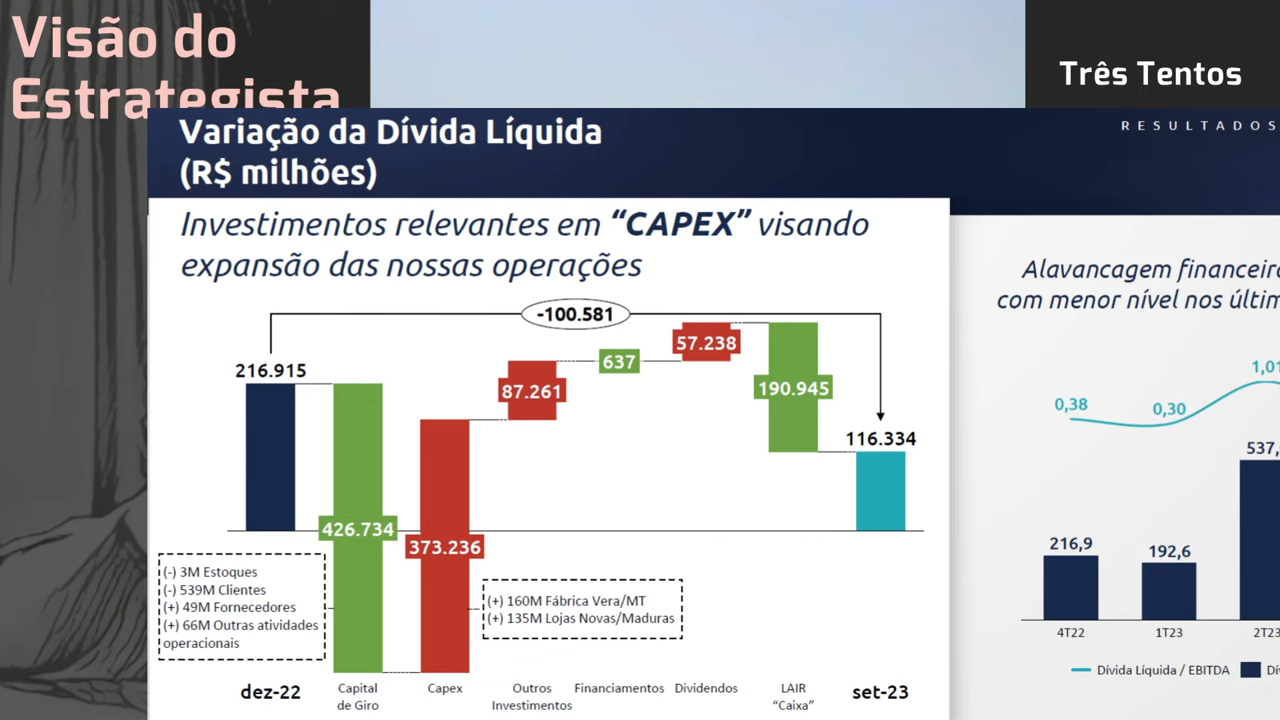 Visão do
Estrategista
Três Tentos
Variação da Dívida Líquida
(R$ milhões)
RESULTADOS
Investimentos relevantes em “CAPEX” visando
expansão das nossas operações
-100.581
216.915
426.734
373.236
87.261
637
57.238
190.945
116.334
(-) 3M Estoques
(-) 539M Clientes
(+) 49M Fornecedores
(+) 66M Outras atividades
operacionais
(+) 160M Fábrica Vera/MT
(+) 135M Lojas Novas/Maduras
dez-22
Capital
de Giro
Capex
Outros
Investimentos
Financiamentos
Dividendos
LAIR
“Caixa”
set-23
Alavancagem financeira
com menor nível nos últim
0,38
0,30
1,01
216,9
192,6
537,
4T22
1T23
2T23
Dívida Líquida / EBITDA